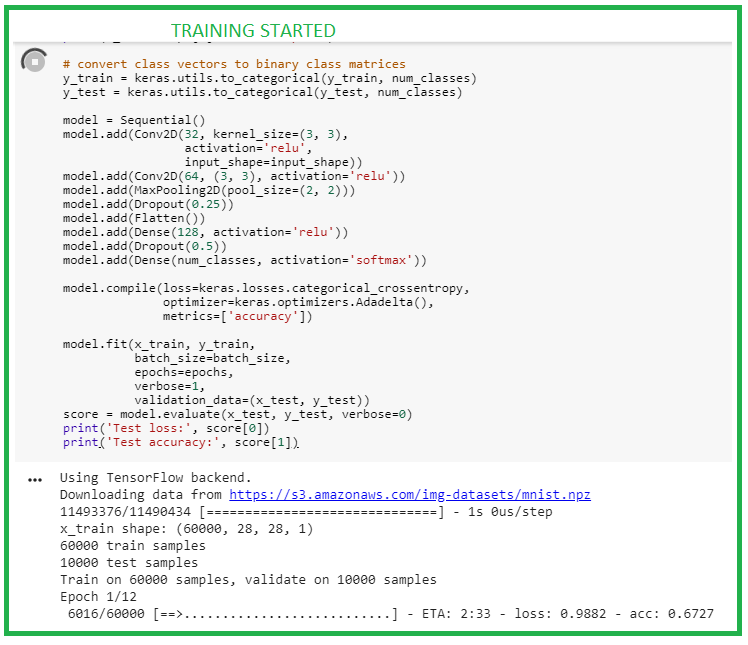 TRAINING STARTED
# convert class vectors to binary class matrices
y_train = keras.utils.to_categorical(y_train, num_classes)
y_test = keras.utils.to_categorical(y_test, num_classes)
model = Sequential()
model.add(Conv2D(32, kernel_size=(3, 3),
activation='relu',
input_shape=input_shape))
model.add(Conv2D(64, (3, 3), activation='relu'))
model.add(MaxPooling2D(pool_size=(2, 2)))
model.add(Dropout(0.25))
model.add(Flatten())
model.add(Dense(128, activation='relu'))
model.add(Dropout(0.5))
model.add(Dense(num_classes, activation='softmax'))
model.compile(loss=keras.losses.categorical_crossentropy,
optimizer=keras.optimizers.Adadelta(),
metrics=['accuracy'])
model.fit(x_train, y_train,
batch_size=batch_size,
epochs=epochs,
verbose=1,
validation_data=(x_test, y_test))
score = model.evaluate(x_test, y_test, verbose=0)
print('Test loss:', score[0])
print('Test accuracy:', score[1])
Using TensorFlow backend.
Downloading data from https://s3.amazonaws.com/img-datasets/mnist.npz
11493376/11490434 [==============================] - 1s 0us/step
x_train shape: (60000, 28, 28, 1)
60000 train samples
10000 test samples
Train on 60000 samples, validate on 10000 samples
Epoch 1/12
6016/60000 [==>...........................] - ETA: 2:33 - loss: 0.9882 - acc: 0.6727